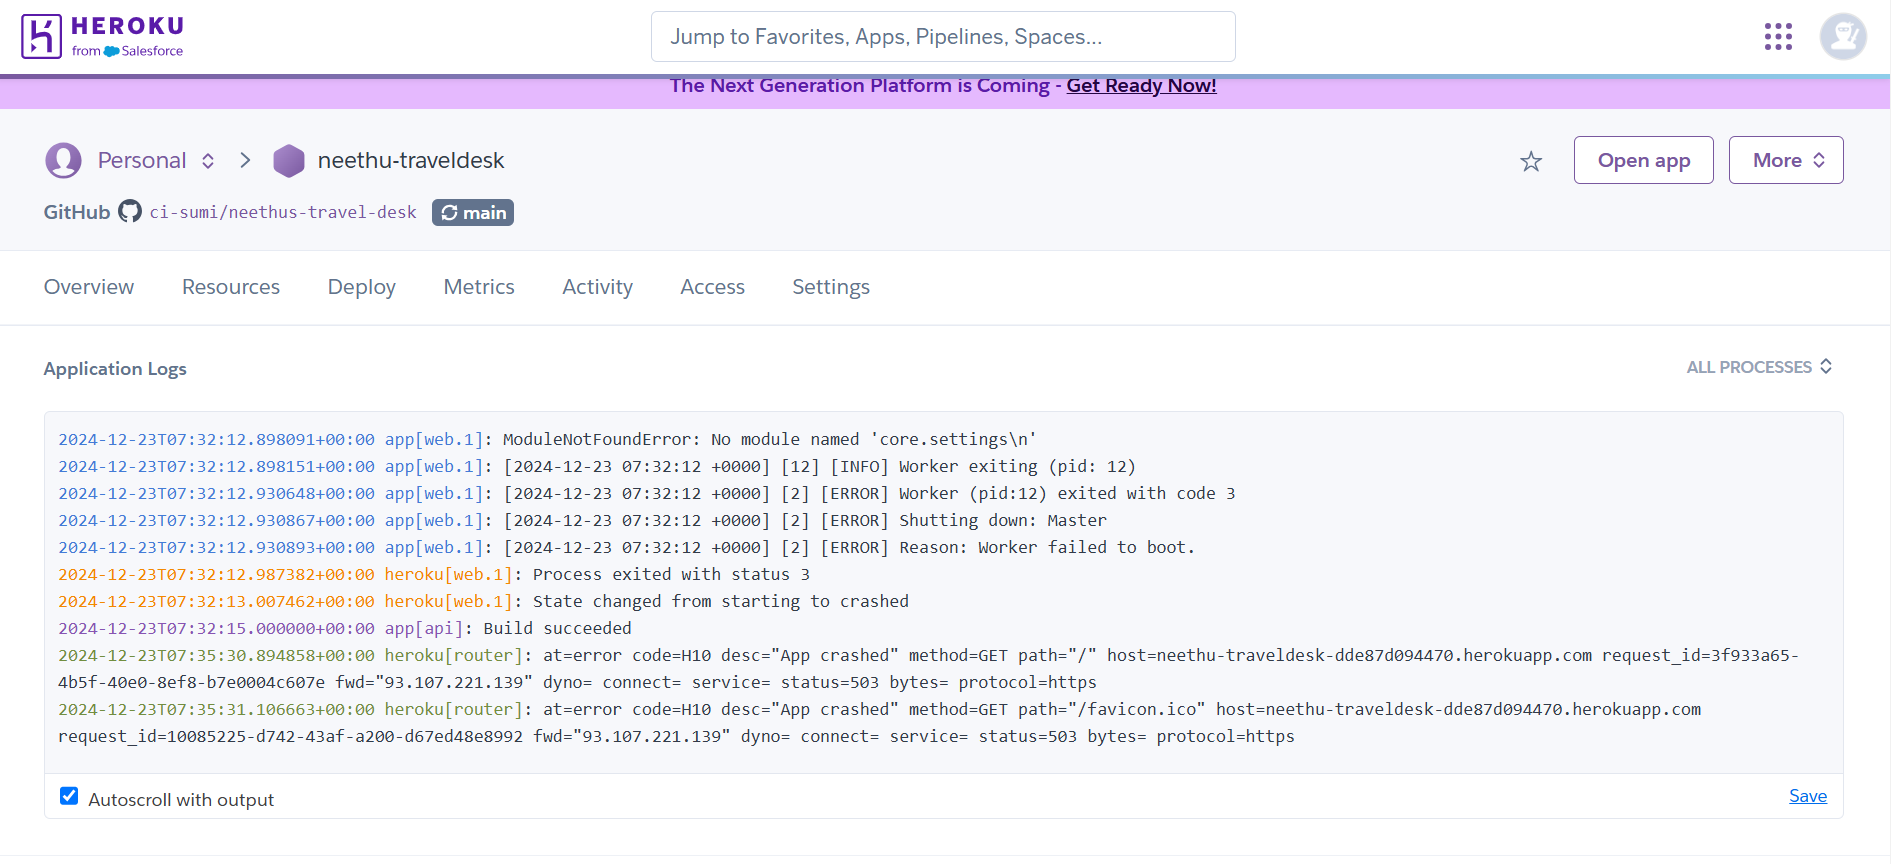 HEROKU
from Salesforce
Jump to Favorites, Apps, Pipelines, Spaces...
The Next Generation Platform is Coming - Get Ready Now!
Personal
neethu-traveldesk
Open app
More
GitHub ci-sumi/neethus-travel-desk main
Overview Resources Deploy Metrics Activity Access Settings
Application Logs
ALL PROCESSES
2024-12-23T07:32:12.898091+00:00 app[web.1]: ModuleNotFoundError: No module named 'core.settings\n'
2024-12-23T07:32:12.898151+00:00 app[web.1]: [2024-12-23 07:32:12 +0000] [12] [INFO] Worker exiting (pid: 12)
2024-12-23T07:32:12.930648+00:00 app[web.1]: [2024-12-23 07:32:12 +0000] [2] [ERROR] Worker (pid:12) exited with code 3
2024-12-23T07:32:12.930867+00:00 app[web.1]: [2024-12-23 07:32:12 +0000] [2] [ERROR] Shutting down: Master
2024-12-23T07:32:12.930893+00:00 app[web.1]: [2024-12-23 07:32:12 +0000] [2] [ERROR] Reason: Worker failed to boot.
2024-12-23T07:32:12.987382+00:00 heroku[web.1]: Process exited with status 3
2024-12-23T07:32:13.007462+00:00 heroku[web.1]: State changed from starting to crashed
2024-12-23T07:32:15.000000+00:00 app[api]: Build succeeded
2024-12-23T07:35:30.894858+00:00 heroku[router]: at=error code=H10 desc="App crashed" method=GET path="/" host=neethu-traveldesk-dde87d094470.herokuapp.com request_id=3f933a65-
4b5f-40e0-8ef8-b7e0004c607e fwd="93.107.221.139" dyno= connect= service= status=503 bytes= protocol=https
2024-12-23T07:35:31.106663+00:00 heroku[router]: at=error code=H10 desc="App crashed" method=GET path="/favicon.ico" host=neethu-traveldesk-dde87d094470.herokuapp.com
request_id=10085225-d742-43af-a200-d67ed48e8992 fwd="93.107.221.139" dyno= connect= service= status=503 bytes= protocol=https
Autoscroll with output
Save